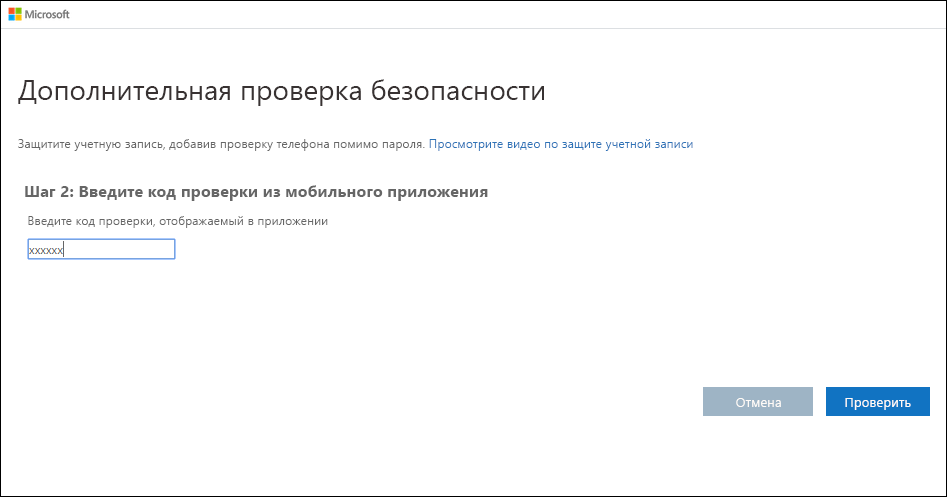 Microsoft
Дополнительная проверка безопасности
Защитите учетную запись, добавив проверку телефона помимо пароля. Просмотрите видео по защите учетной записи
Шаг 2: Введите код проверки из мобильного приложения
Введите код проверки, отображаемый в приложении
xxxxxx
Отмена
Проверить